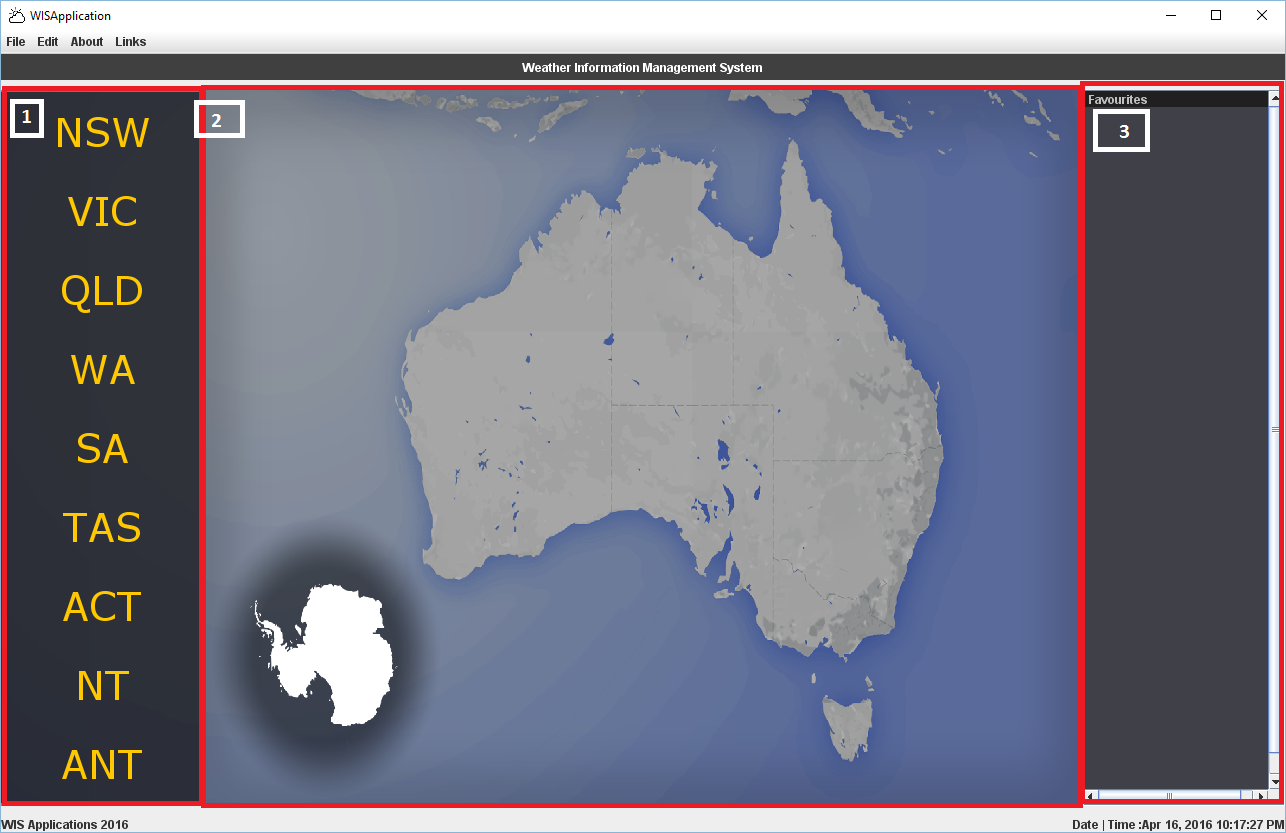 WISApplication
File Edit About Links
Weather Information Management System
1
NSW
VIC
QLD
WA
SA
TAS
ACT
NT
ANT
2
Favourites
3
WIS Applications 2016
Date | Time :Apr 16, 2016 10:17:27 PM